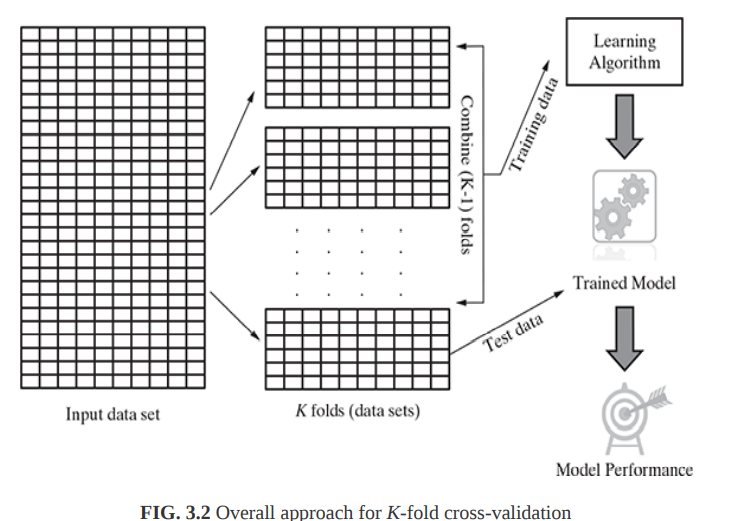 Learning
Algorithm
Training data
Combine (K-1) folds
Trained Model
Test data
Input data set
K folds (data sets)
Model Performance
FIG. 3.2 Overall approach for K-fold cross-validation